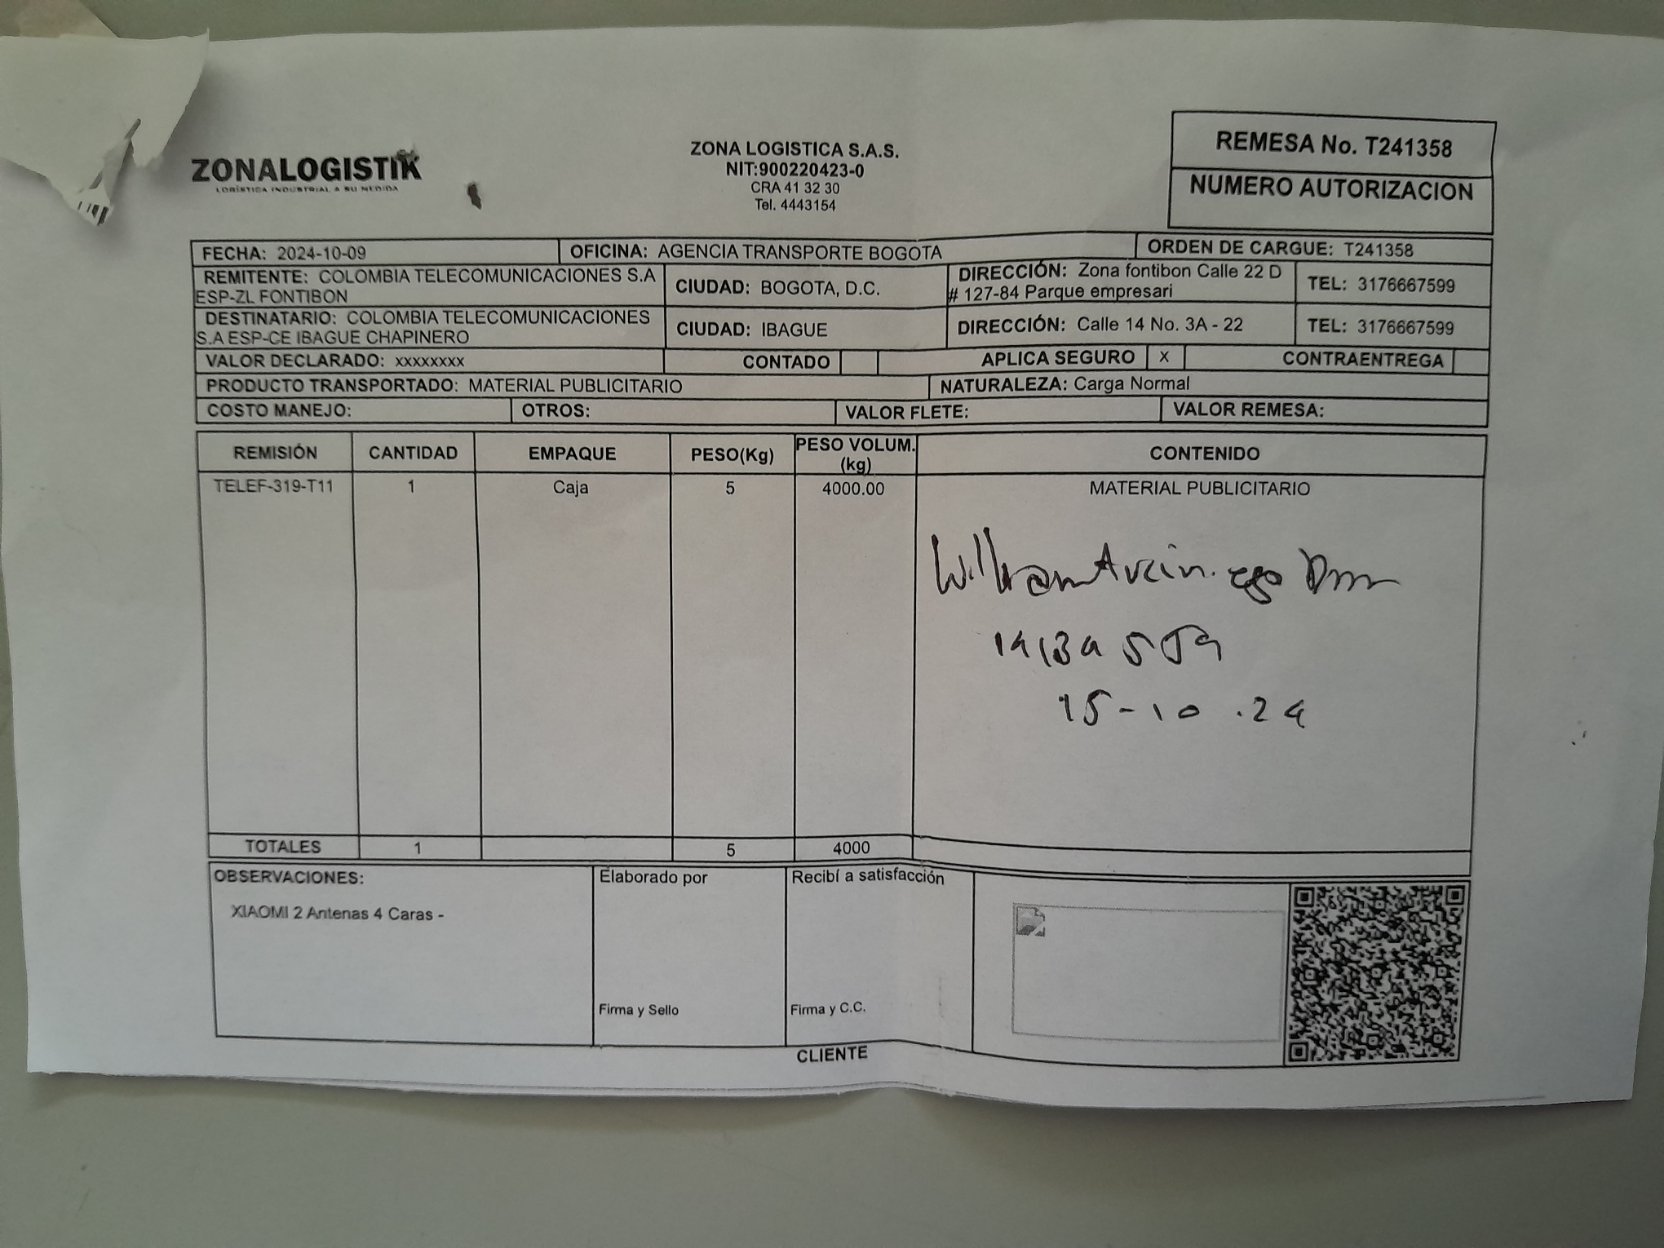 ZONALOGISTIK
LOGÍSTICA INDUSTRIAL A SU MEDIDA
ZONA LOGISTICA S.A.S.
NIT:900220423-0
CRA 41 32 30
Tel. 4443154
REMESA No. T241358
NUMERO AUTORIZACION
FECHA: 2024-10-09 OFICINA: AGENCIA TRANSPORTE BOGOTA ORDEN DE CARGUE: T241358
REMITENTE: COLOMBIA TELECOMUNICACIONES S.A
ESP-ZL FONTIBON
CIUDAD: BOGOTA, D.C.
DIRECCIÓN: Zona fontibon Calle 22 D
# 127-84 Parque empresari
TEL: 3176667599
DESTINATARIO: COLOMBIA TELECOMUNICACIONES
S.A ESP-CE IBAGUE CHAPINERO
CIUDAD: IBAGUE
DIRECCIÓN: Calle 14 No. 3A - 22
TEL: 3176667599
VALOR DECLARADO: xxxxxxxx CONTADO APLICA SEGURO X CONTRAENTREGA
PRODUCTO TRANSPORTADO: MATERIAL PUBLICITARIO NATURALEZA: Carga Normal
COSTO MANEJO: OTROS: VALOR FLETE: VALOR REMESA:
REMISIÓN CANTIDAD EMPAQUE PESO(Kg) PESO VOLUM. (kg) CONTENIDO
TELEF-319-T11 1 Caja 5 4000.00 MATERIAL PUBLICITARIO
William
15-10.24
TOTALES 1 5 4000
OBSERVACIONES:
XIAOMI 2 Antenas 4 Caras -
Elaborado por
Firma y Sello
Recibí a satisfacción
Firma y C.C.
CLIENTE